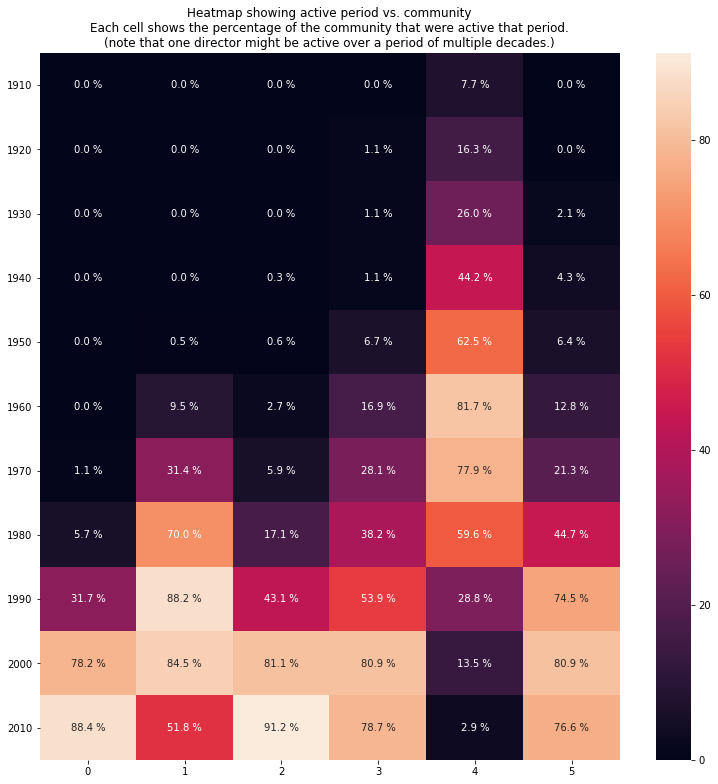 Heatmap showing active period vs. community
Each cell shows the percentage of the community that were active that period.
(note that one director might be active over a period of multiple decades.)
1910 0.0 % 0.0 % 0.0 % 0.0 % 7.7 % 0.0 %
1920 0.0 % 0.0 % 0.0 % 1.1 % 16.3 % 0.0 %
1930 0.0 % 0.0 % 0.0 % 1.1 % 26.0 % 2.1 %
1940 0.0 % 0.0 % 0.3 % 1.1 % 44.2 % 4.3 %
1950 0.0 % 0.5 % 0.6 % 6.7 % 62.5 % 6.4 %
1960 0.0 % 9.5 % 2.7 % 16.9 % 81.7 % 12.8 %
1970 1.1 % 31.4 % 5.9 % 28.1 % 77.9 % 21.3 %
1980 5.7 % 70.0 % 17.1 % 38.2 % 59.6 % 44.7 %
1990 31.7 % 88.2 % 43.1 % 53.9 % 28.8 % 74.5 %
2000 78.2 % 84.5 % 81.1 % 80.9 % 13.5 % 80.9 %
2010 88.4 % 51.8 % 91.2 % 78.7 % 2.9 % 76.6 %
0 1 2 3 4 5
80
60
40
20
0